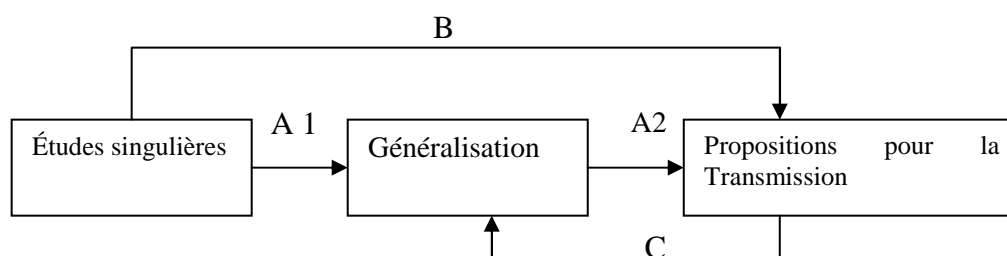 B
A 1
A2
Études singulières
Généralisation
Propositions pour la
Transmission
C